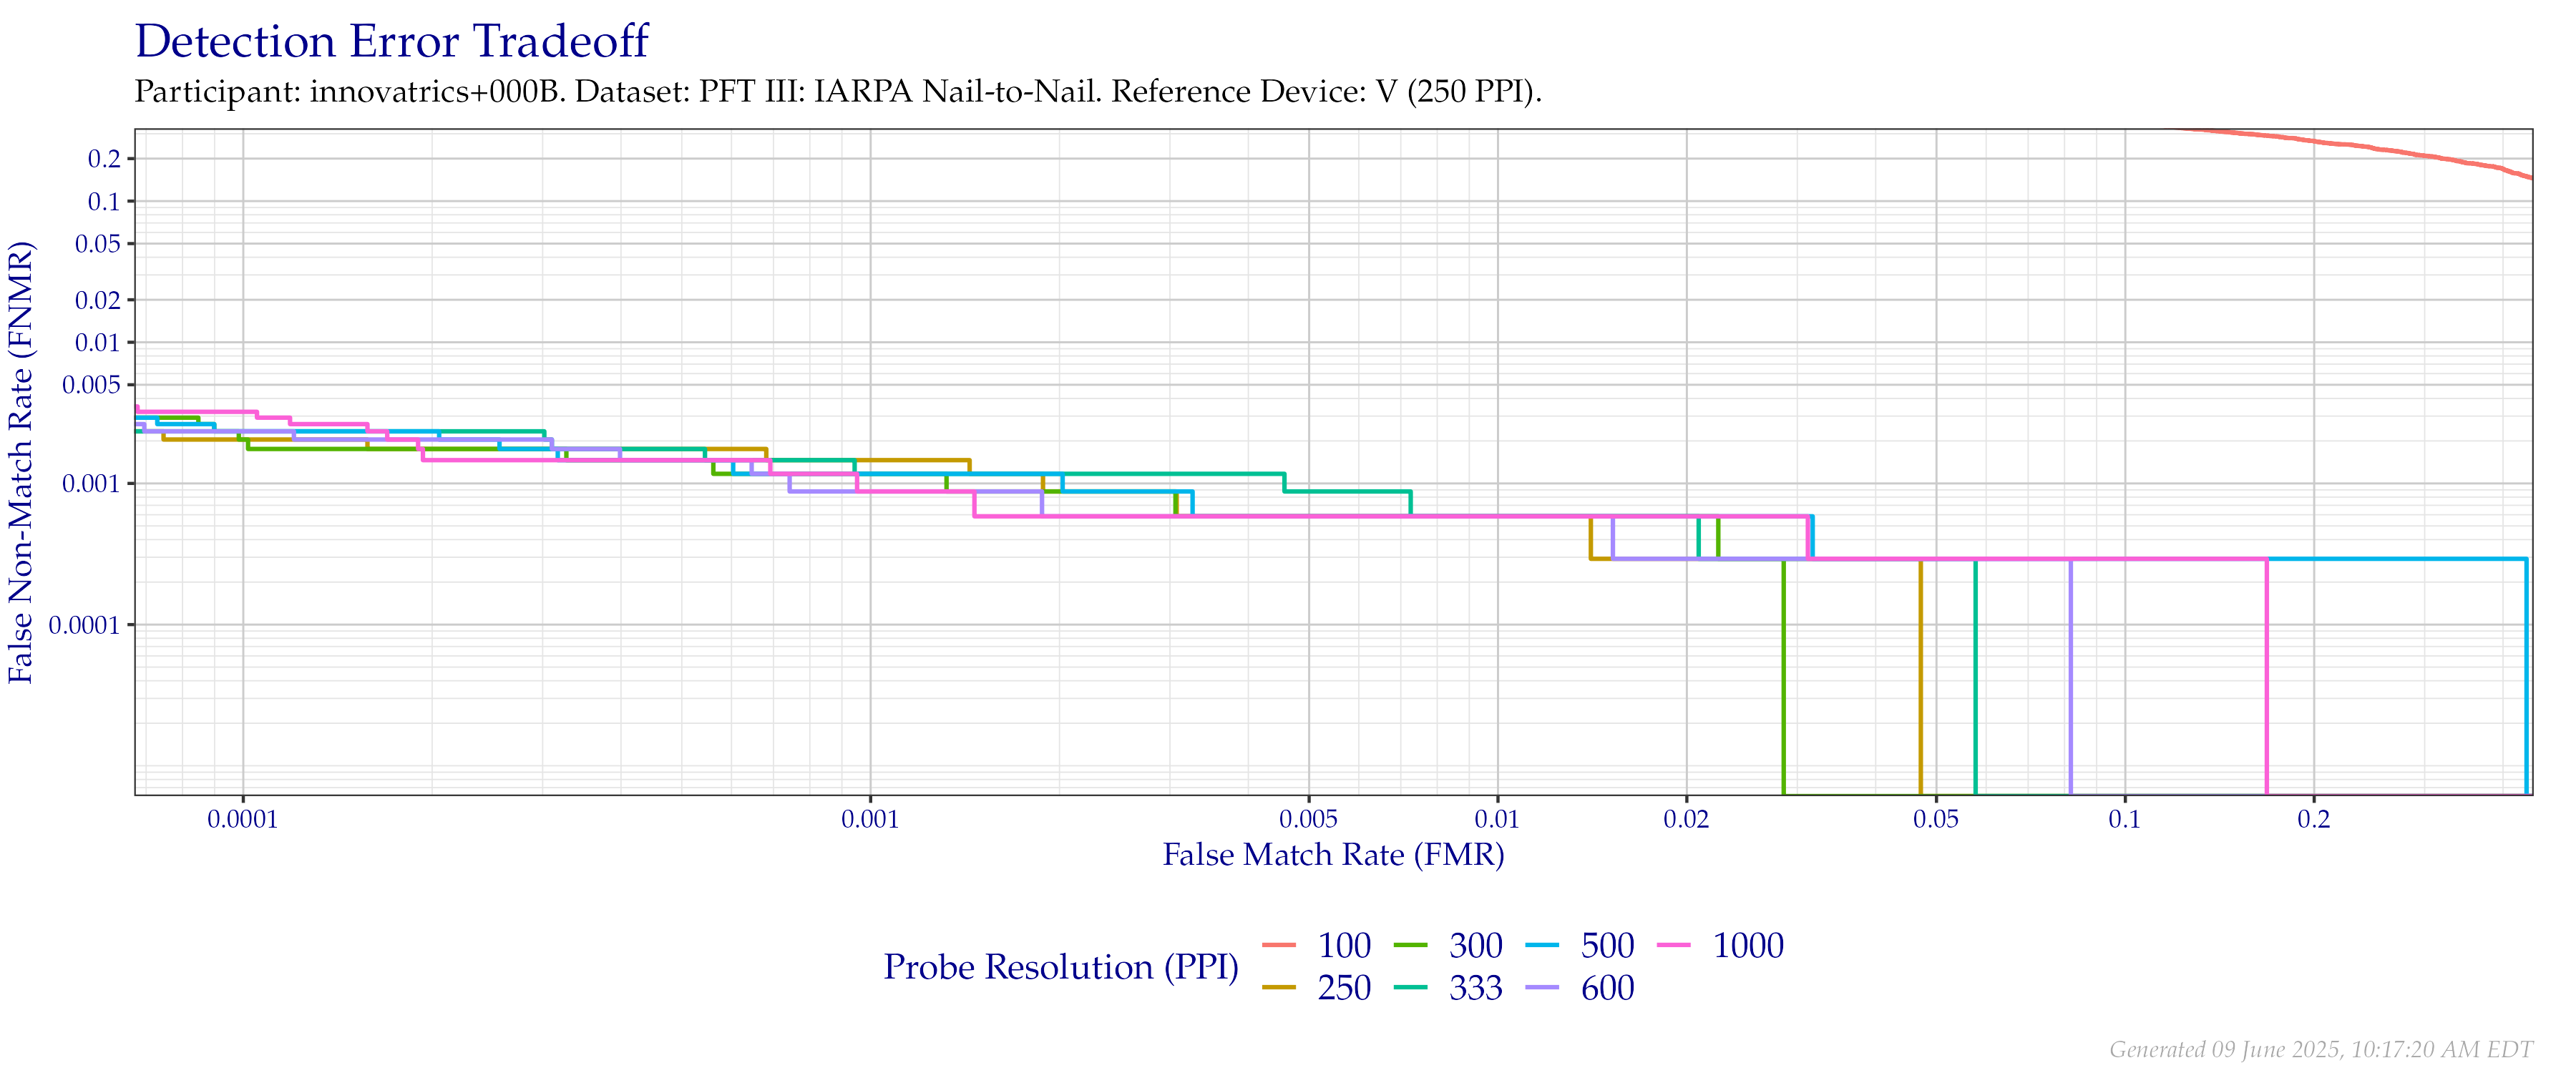 Detection Error Tradeoff
Participant: innovatrics+000B. Dataset: PFT III: IARPA Nail-to-Nail. Reference Device: V (250 PPI).
False Non-Match Rate (FNMR)
0.2
0.1
0.05
0.02
0.01
0.005
0.001
0.0001
0.0001 0.001 0.005 0.01 0.02 0.05 0.1 0.2
False Match Rate (FMR)
Probe Resolution (PPI)
100 300 500 1000
250 333 600
Generated 09 June 2025, 10:17:20 AM EDT